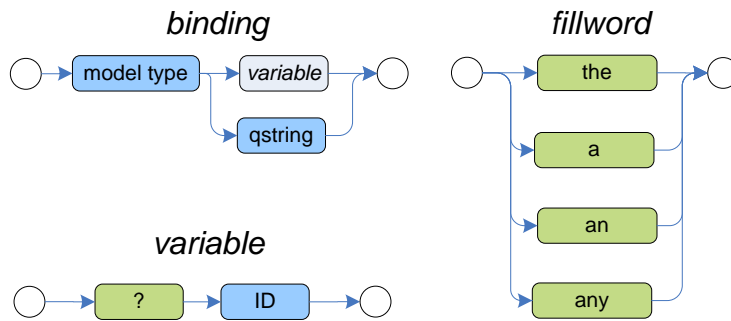 binding
model type
variable
qstring
variable
?
ID
fillword
the
a
an
any